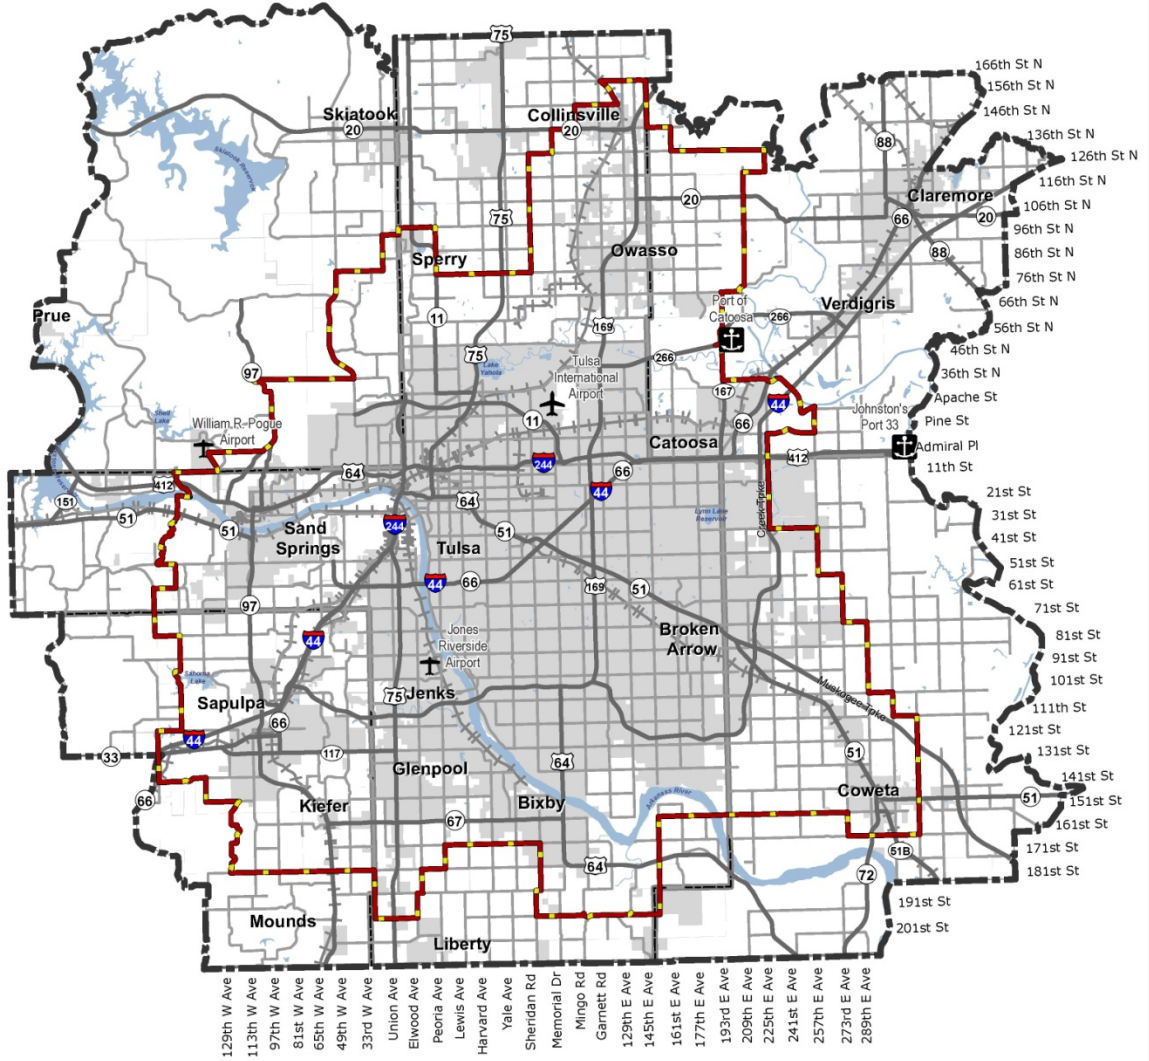 75
166th St N
156th St N
146th St N
136th St N
126th St N
116th St N
106th St N
96th St N
86th St N
76th St N
66th St N
56th St N
46th St N
36th St N
Apache St
Pine St
Admiral Pl
11th St
21st St
31st St
41st St
51st St
61st St
71st St
81st St
91st St
101st St
111th St
121st St
131st St
141st St
151st St
161st St
171st St
181st St
191st St
201st St
Skiatook
20
Collinsville
20
88
Skiatook Reservoir
Claremore
20
75
66
20
88
Sperry
Owasso
Prue
11
169
Port of
Catoosa
266
Verdigris
75
266
Lake
Yahola
Tulsa
International
Airport
97
167
44
Shell
Lake
William R. Pogue
Airport
11
66
Johnston's
Port 33
Catoosa
412
64
244
66
412
44
151
51
51
64
Sand
Springs
244
51
Tulsa
Lynn Lane
Reservoir
Creek Tpke
44
66
169
51
97
44
Jones
Riverside
Airport
Broken
Arrow
Sahoma
Lake
Sapulpa
75
Jenks
Muskogee Tpke
66
44
33
117
51
Glenpool
64
66
Kiefer
Bixby
Arkansas River
Coweta
51
67
51B
64
72
Mounds
Liberty
129th W Ave
113th W Ave
97th W Ave
81st W Ave
65th W Ave
49th W Ave
33rd W Ave
Union Ave
Elwood Ave
Peoria Ave
Lewis Ave
Harvard Ave
Yale Ave
Sheridan Rd
Memorial Dr
Mingo Rd
Garnett Rd
129th E Ave
145th E Ave
161st E Ave
177th E Ave
193rd E Ave
209th E Ave
225th E Ave
241st E Ave
257th E Ave
273rd E Ave
289th E Ave